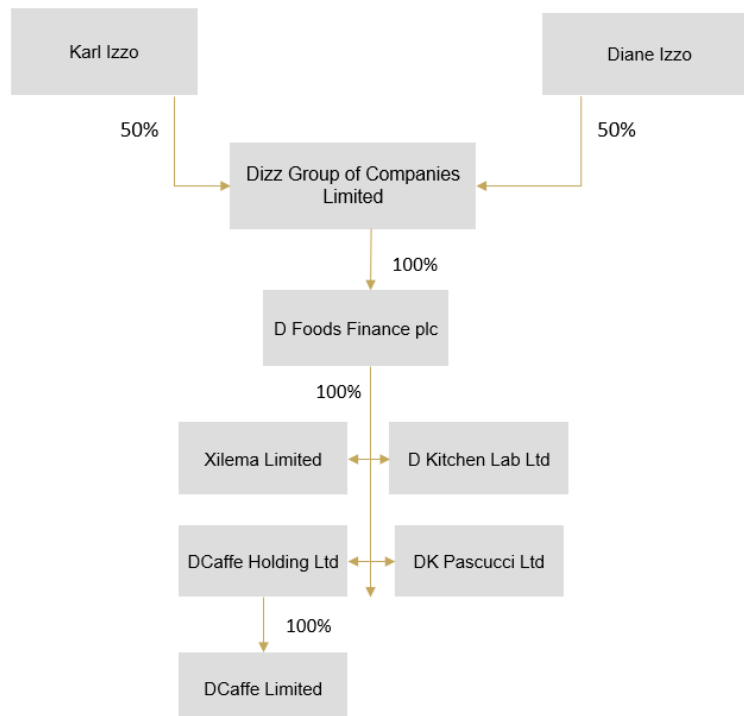 Karl Izzo
Diane Izzo
50%
50%
Dizz Group of Companies
Limited
100%
D Foods Finance plc
100%
Xilema Limited
D Kitchen Lab Ltd
DCaffe Holding Ltd
DK Pascucci Ltd
100%
DCaffe Limited